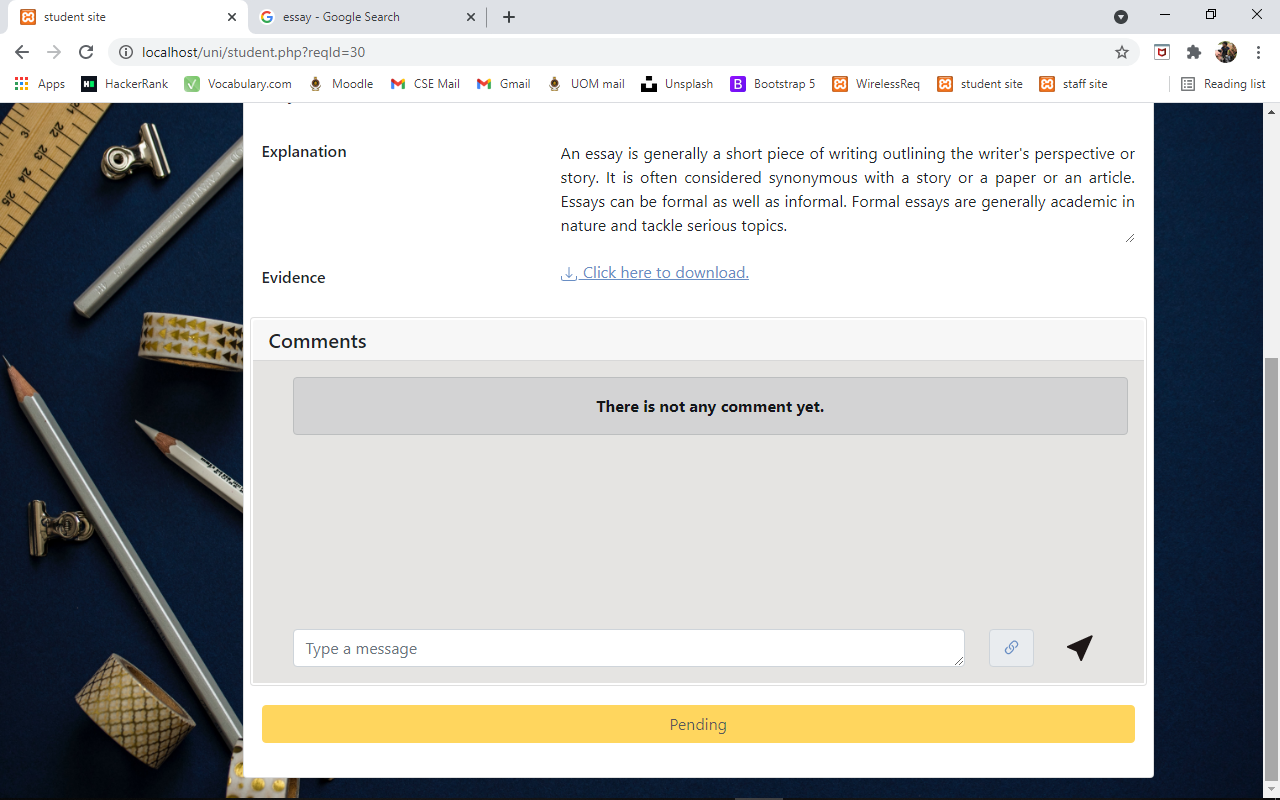 student site
essay - Google Search
localhost/uni/student.php?reqId=30
Apps
HackerRank
Vocabulary.com
Moodle
CSE Mail
Gmail
UOM mail
Unsplash
Bootstrap 5
WirelessReq
student site
staff site
Reading list
Explanation
An essay is generally a short piece of writing outlining the writer's perspective or
story. It is often considered synonymous with a story or a paper or an article.
Essays can be formal as well as informal. Formal essays are generally academic in
nature and tackle serious topics.
Evidence
Click here to download.
Comments
There is not any comment yet.
Type a message
Pending